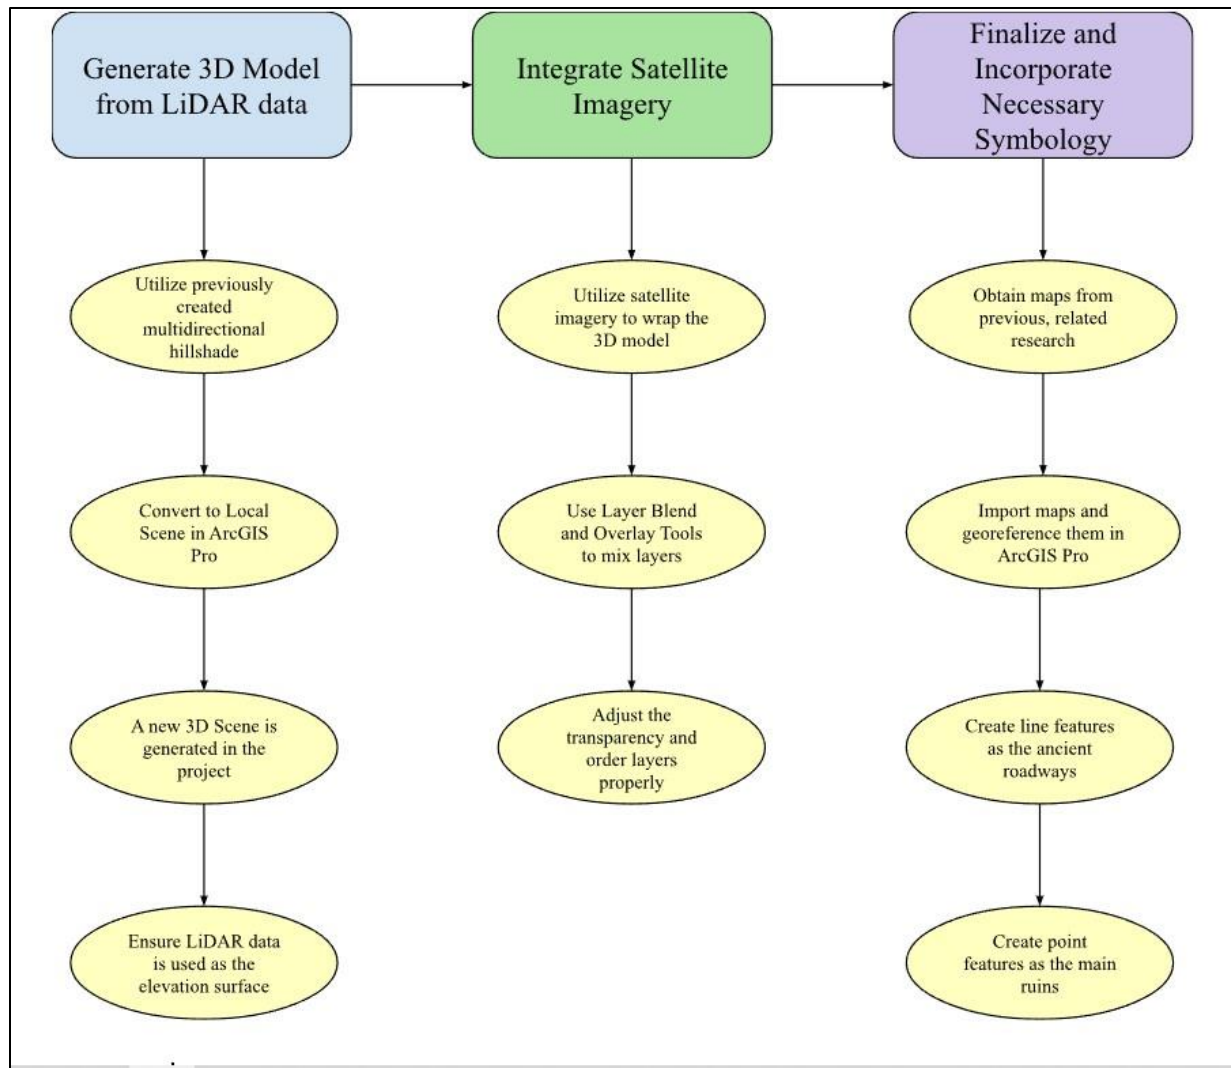 Generate 3D Model
from LiDAR data
Integrate Satellite
Imagery
Finalize and
Incorporate
Necessary
Symbology
Utilize previously
created
multidirectional
hillshade
Convert to Local
Scene in ArcGIS
Pro
A new 3D Scene is
generated in the
project
Ensure LiDAR data
is used as the
elevation surface
Utilize satellite
imagery to wrap the
3D model
Use Layer Blend
and Overlay Tools
to mix layers
Adjust the
transparency and
order layers
properly
Obtain maps from
previous, related
research
Import maps and
georeference them in
ArcGIS Pro
Create line features
as the ancient
roadways
Create point
features as the main
ruins